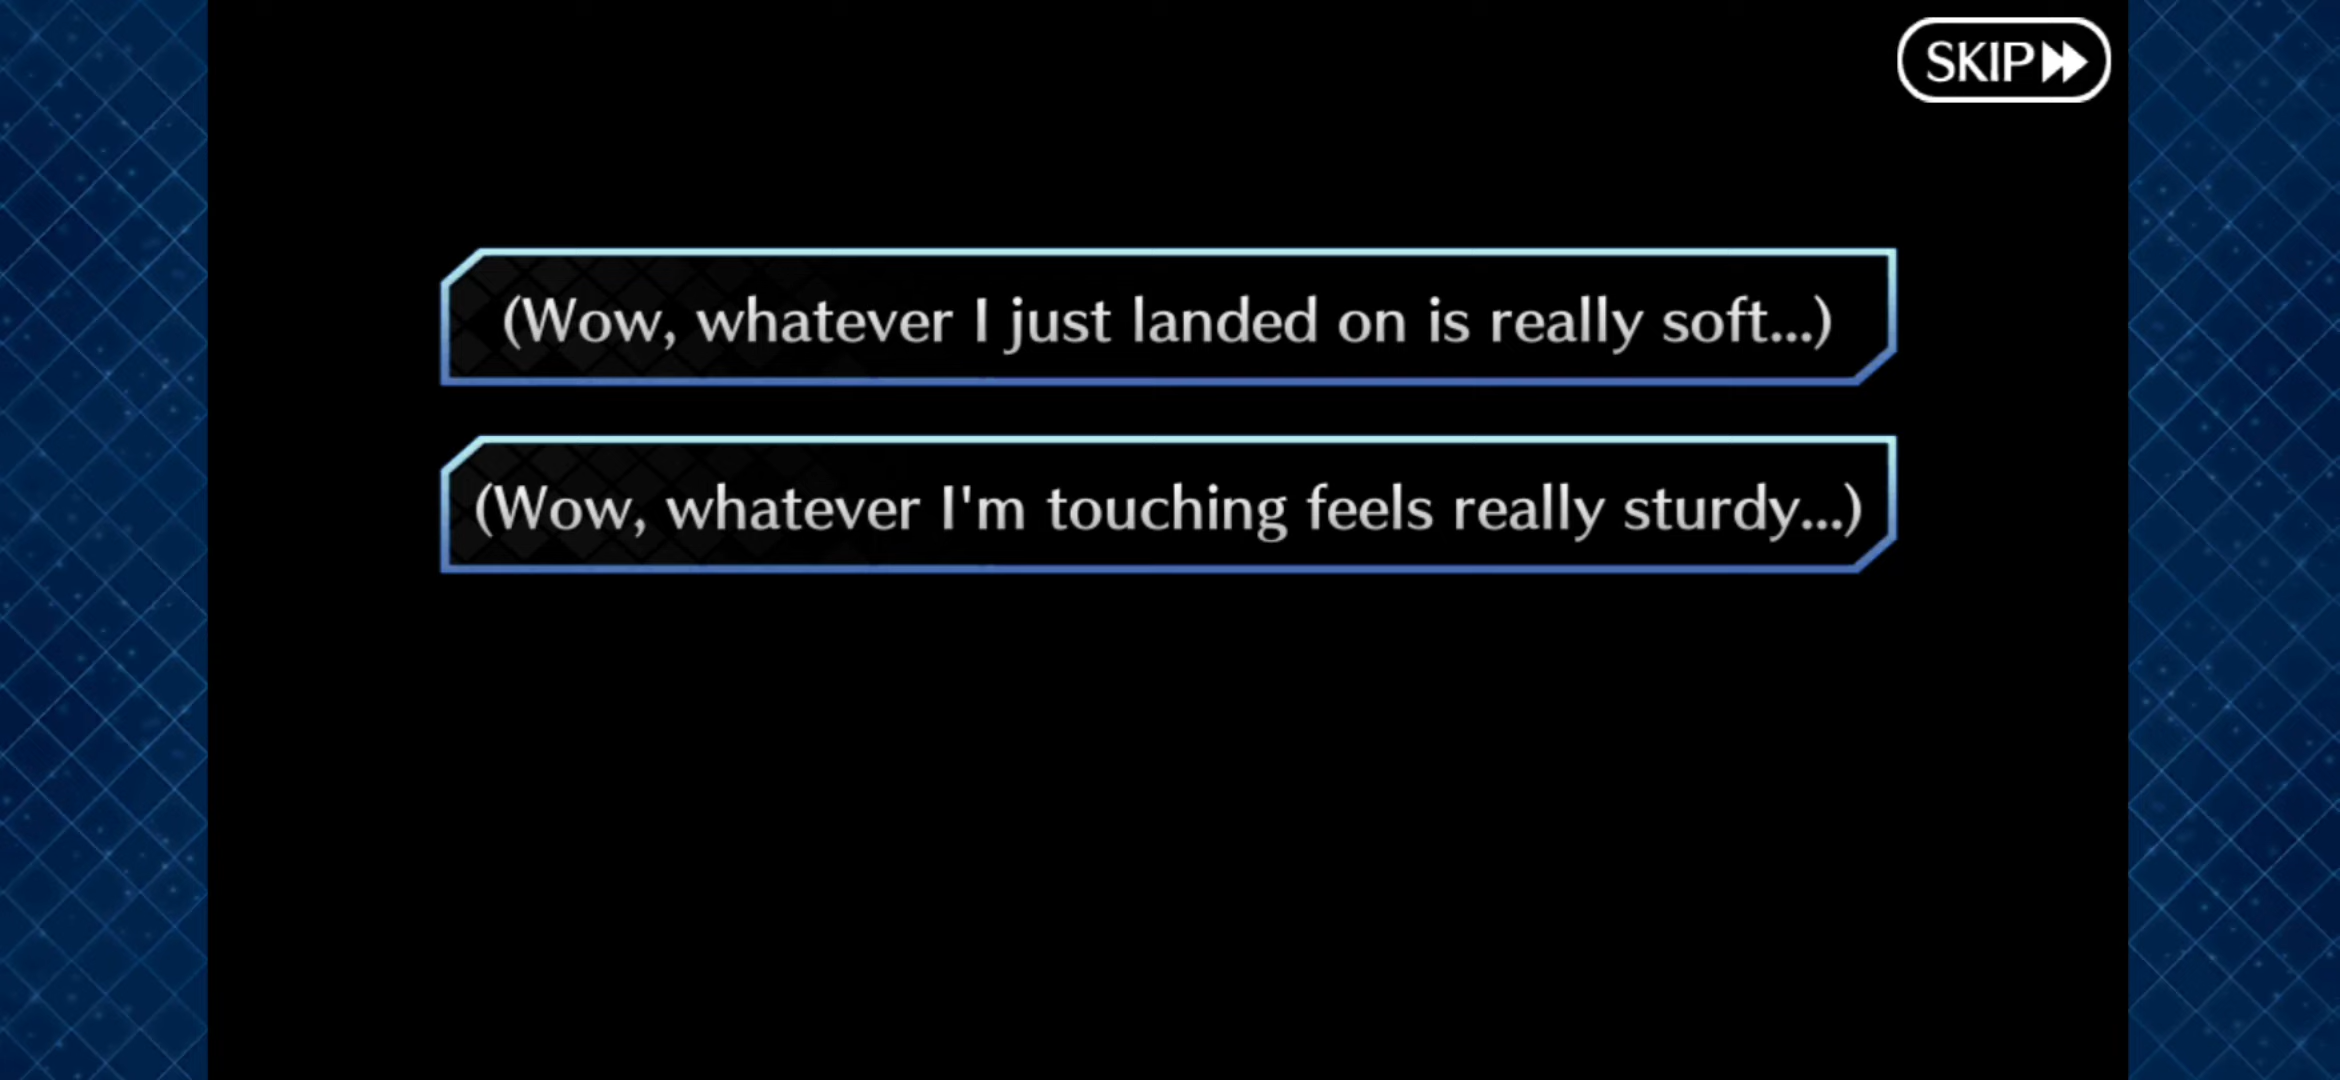 SKIP
(Wow, whatever I just landed on is really soft...)
(Wow, whatever I'm touching feels really sturdy...)